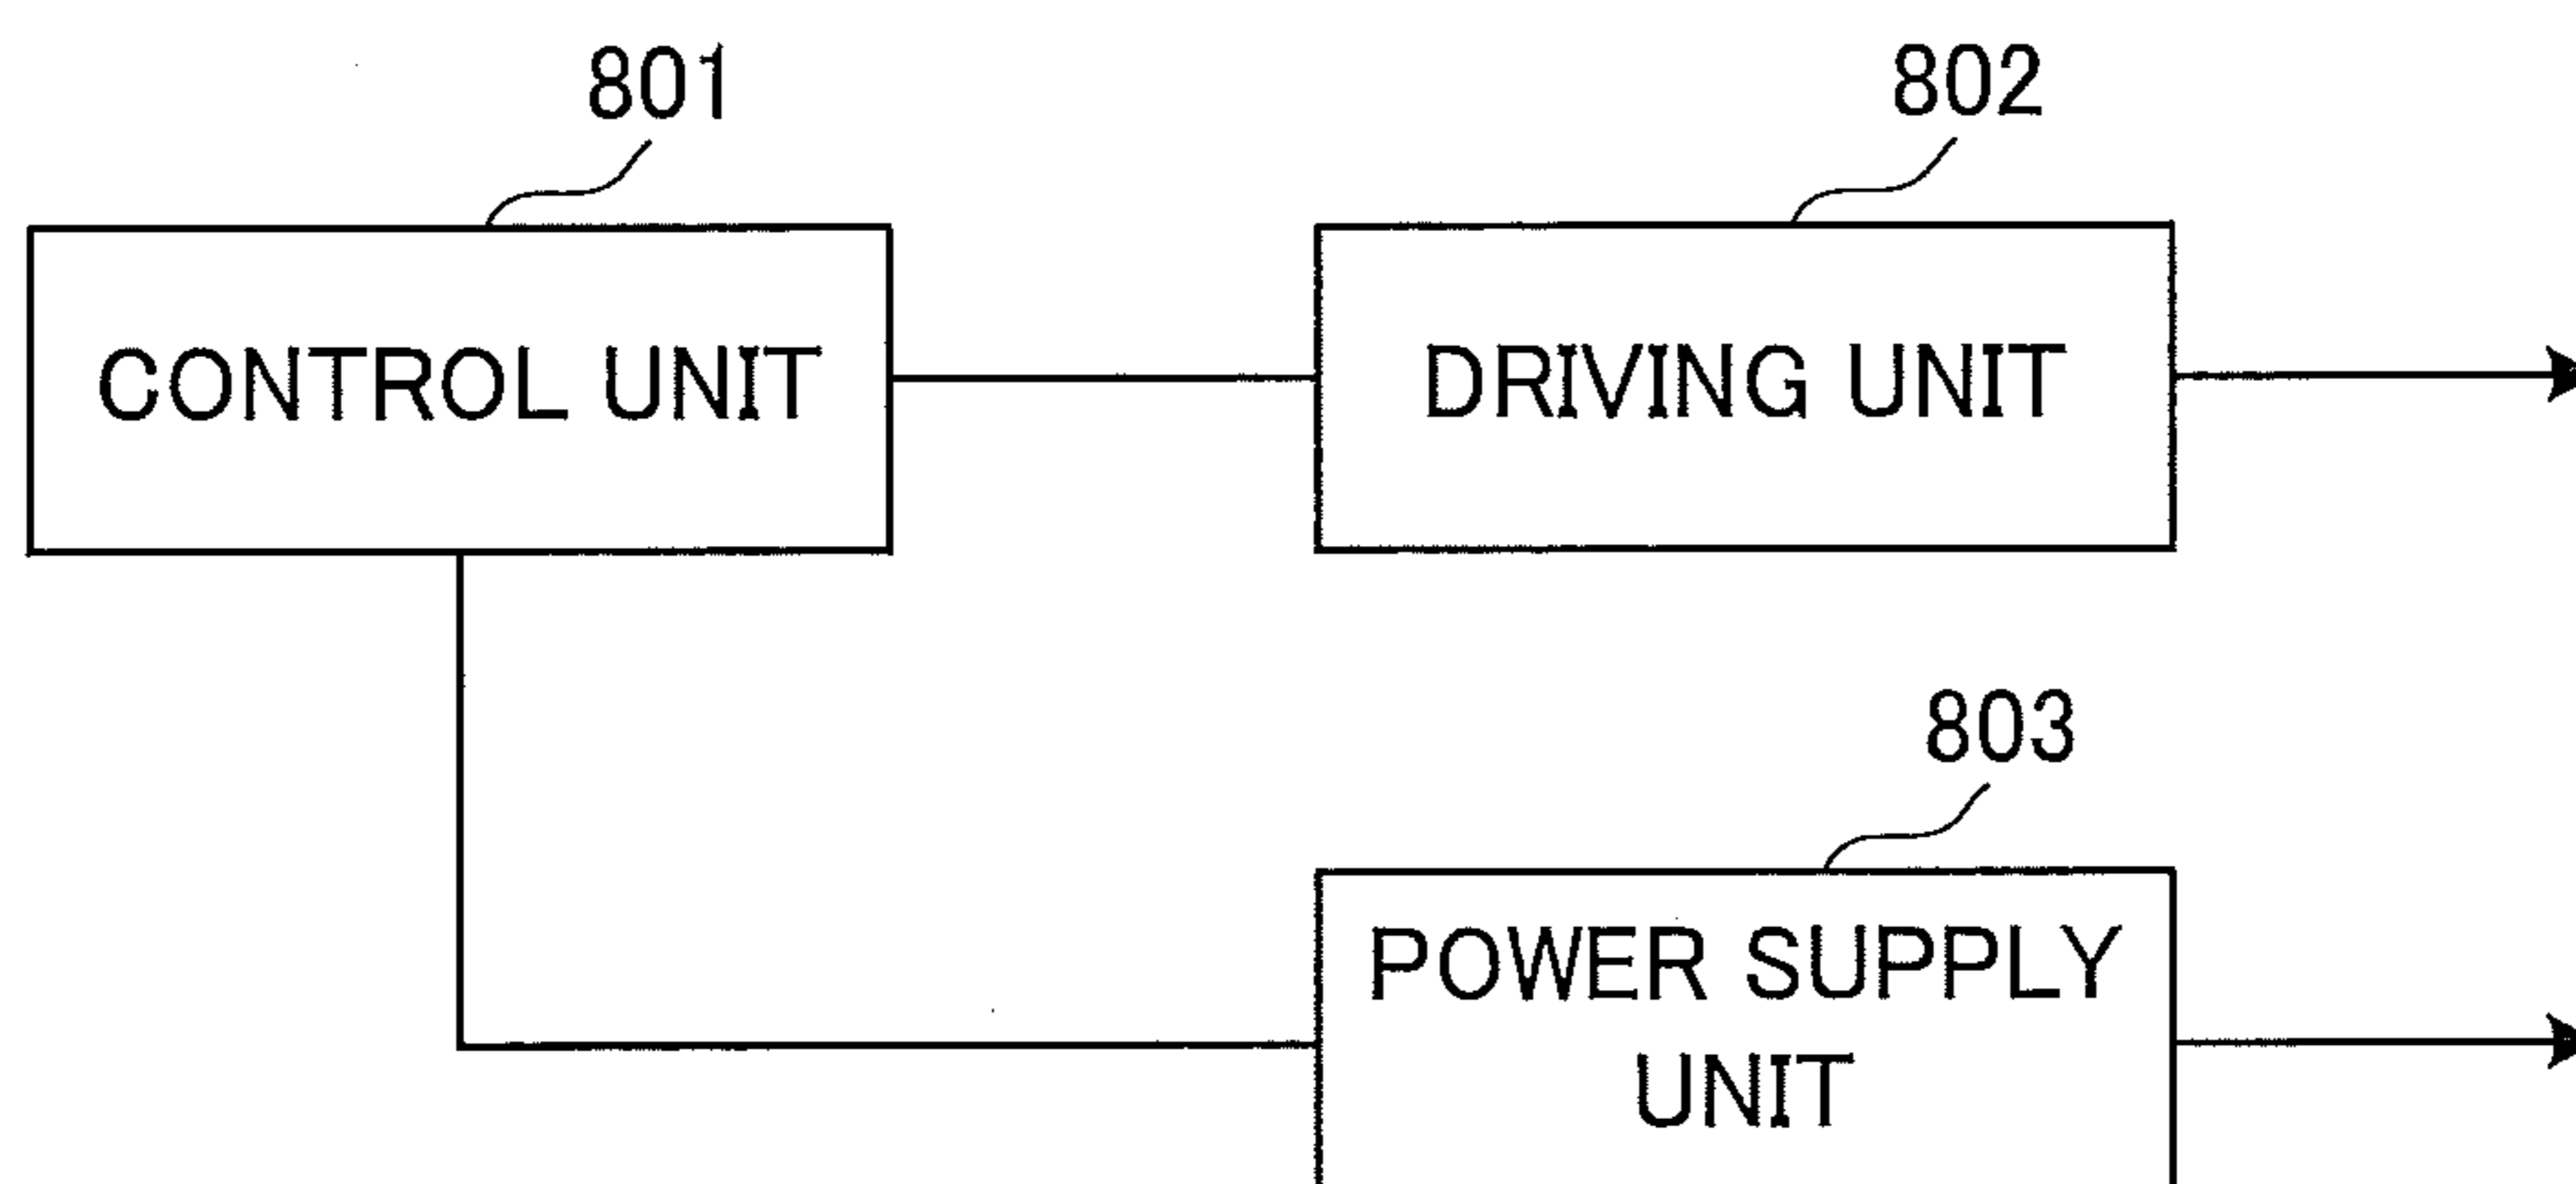 801
802
CONTROL UNIT
DRIVING UNIT
803
POWER SUPPLY
UNIT